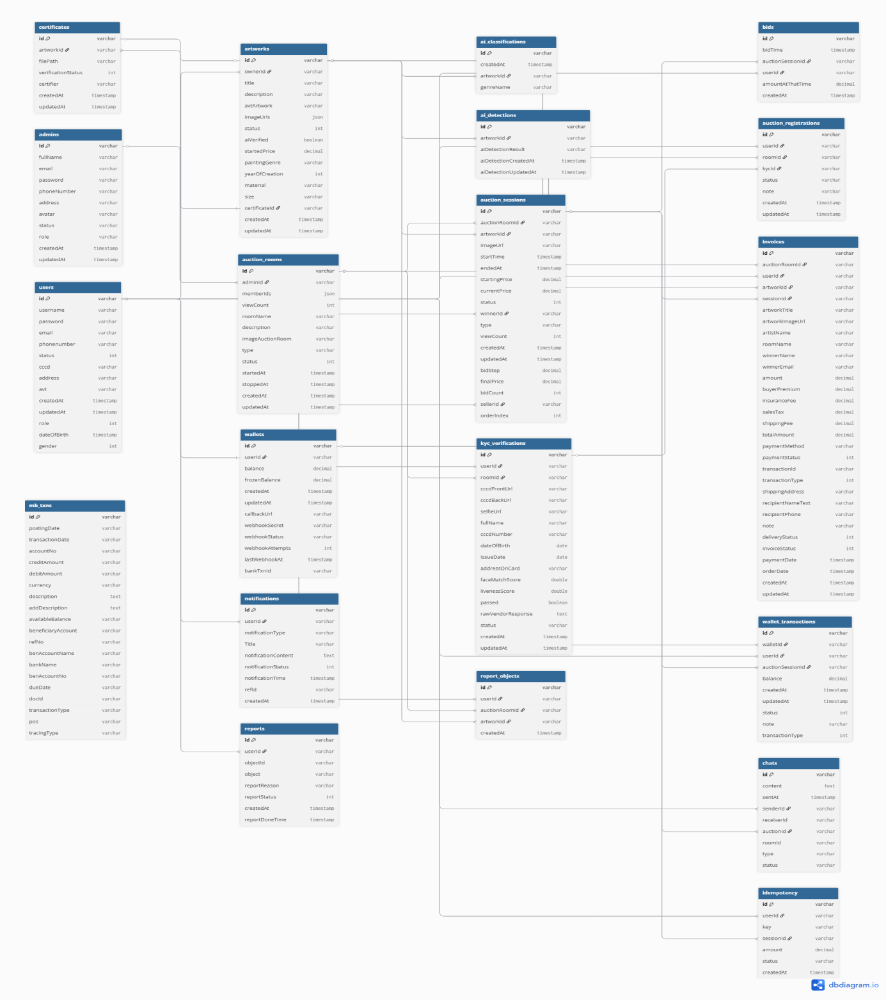 certificates
id varchar
artworkId varchar
filePath varchar
verificationStatus int
certifier varchar
createdAt timestamp
updatedAt timestamp
admins
id varchar
fullName varchar
email varchar
password varchar
phoneNumber varchar
address varchar
avatar varchar
status varchar
role varchar
createdAt timestamp
updatedAt timestamp
users
id varchar
username varchar
password varchar
email varchar
phonenumber varchar
status int
cccd varchar
address varchar
avt varchar
createdAt timestamp
updatedAt timestamp
role int
dateOfBirth timestamp
gender int
mb_txns
id varchar
postingDate varchar
transactionDate varchar
accountNo varchar
creditAmount varchar
debitAmount varchar
currency varchar
description text
addDescription text
availableBalance varchar
beneficiaryAccount varchar
refNo varchar
benAccountName varchar
bankName varchar
benAccountNo varchar
dueDate varchar
docId varchar
transactionType varchar
pos varchar
tracingType varchar
artworks
id varchar
ownerId varchar
title varchar
description varchar
avtArtwork varchar
imageUrls json
status int
aiVerified boolean
startedPrice decimal
paintingGenre varchar
yearOfCreation int
material varchar
size varchar
certificateId varchar
createdAt timestamp
updatedAt timestamp
auction_rooms
id varchar
adminId varchar
memberIds json
viewCount int
roomName varchar
description varchar
imageAuctionRoom varchar
type varchar
status int
startedAt timestamp
stoppedAt timestamp
createdAt timestamp
updatedAt timestamp
wallets
id varchar
userId varchar
balance decimal
frozenBalance decimal
createdAt timestamp
updatedAt timestamp
callbackUrl varchar
webhookSecret varchar
webhookStatus varchar
webhookAttempts int
lastWebhookAt timestamp
bankTxnId varchar
notifications
id varchar
userId varchar
notificationType varchar
Title varchar
notificationContent text
notificationStatus int
notificationTime timestamp
refId varchar
createdAt timestamp
reports
id varchar
userId varchar
objectId varchar
object varchar
reportReason varchar
reportStatus int
createdAt timestamp
reportDoneTime timestamp
ai_classifications
id varchar
createdAt timestamp
artworkId varchar
genreName varchar
ai_detections
id varchar
artworkId varchar
aiDetectionResult varchar
aiDetectionCreatedAt timestamp
aiDetectionUpdatedAt timestamp
auction_sessions
id varchar
auctionRoomId varchar
artworkId varchar
imageUrl varchar
startTime timestamp
endedAt timestamp
startingPrice decimal
currentPrice decimal
status int
winnerId varchar
type varchar
viewCount int
createdAt timestamp
updatedAt timestamp
bidStep decimal
finalPrice decimal
bidCount int
sellerId varchar
orderIndex int
kyc_verifications
id varchar
userId varchar
roomId varchar
cccdFrontUrl varchar
cccdBackUrl varchar
selfieUrl varchar
fullName varchar
cccdNumber varchar
dateOfBirth date
issueDate date
addressOnCard varchar
faceMatchScore double
livenessScore double
passed boolean
rawVendorResponse text
status varchar
createdAt timestamp
updatedAt timestamp
report_objects
id varchar
userId varchar
auctionRoomId varchar
artworkId varchar
createdAt timestamp
bids
id varchar
bidTime timestamp
auctionSessionId varchar
userId varchar
amountAtThatTime decimal
createdAt timestamp
auction_registrations
id varchar
userId varchar
roomId varchar
kycId varchar
status varchar
note varchar
createdAt timestamp
updatedAt timestamp
invoices
id varchar
auctionRoomId varchar
userId varchar
artworkId varchar
sessionId varchar
artworkTitle varchar
artworkImageUrl varchar
artistName varchar
roomName varchar
winnerName varchar
winnerEmail varchar
amount decimal
buyerPremium decimal
insuranceFee decimal
salesTax decimal
shippingFee decimal
totalAmount decimal
paymentMethod varchar
paymentStatus int
transactionId varchar
transactionType int
shippingAddress varchar
recipientNameText varchar
recipientPhone varchar
note varchar
deliveryStatus int
invoiceStatus int
paymentDate timestamp
orderDate timestamp
createdAt timestamp
updatedAt timestamp
wallet_transactions
id varchar
walletId varchar
userId varchar
auctionSessionId varchar
balance decimal
createdAt timestamp
updatedAt timestamp
status int
note varchar
transactionType int
chats
id varchar
content text
sentAt timestamp
senderId varchar
receiverId varchar
auctionId varchar
roomId varchar
type varchar
status varchar
idempotency
id varchar
userId varchar
key varchar
sessionId varchar
amount decimal
status varchar
createdAt timestamp
dbdiagram.io